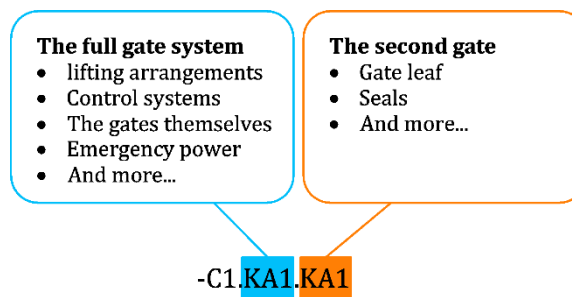 The full gate system
• lifting arrangements
• Control systems
• The gates themselves
• Emergency power
• And more...
The second gate
• Gate leaf
• Seals
• And more...
-C1.KA1.KA1